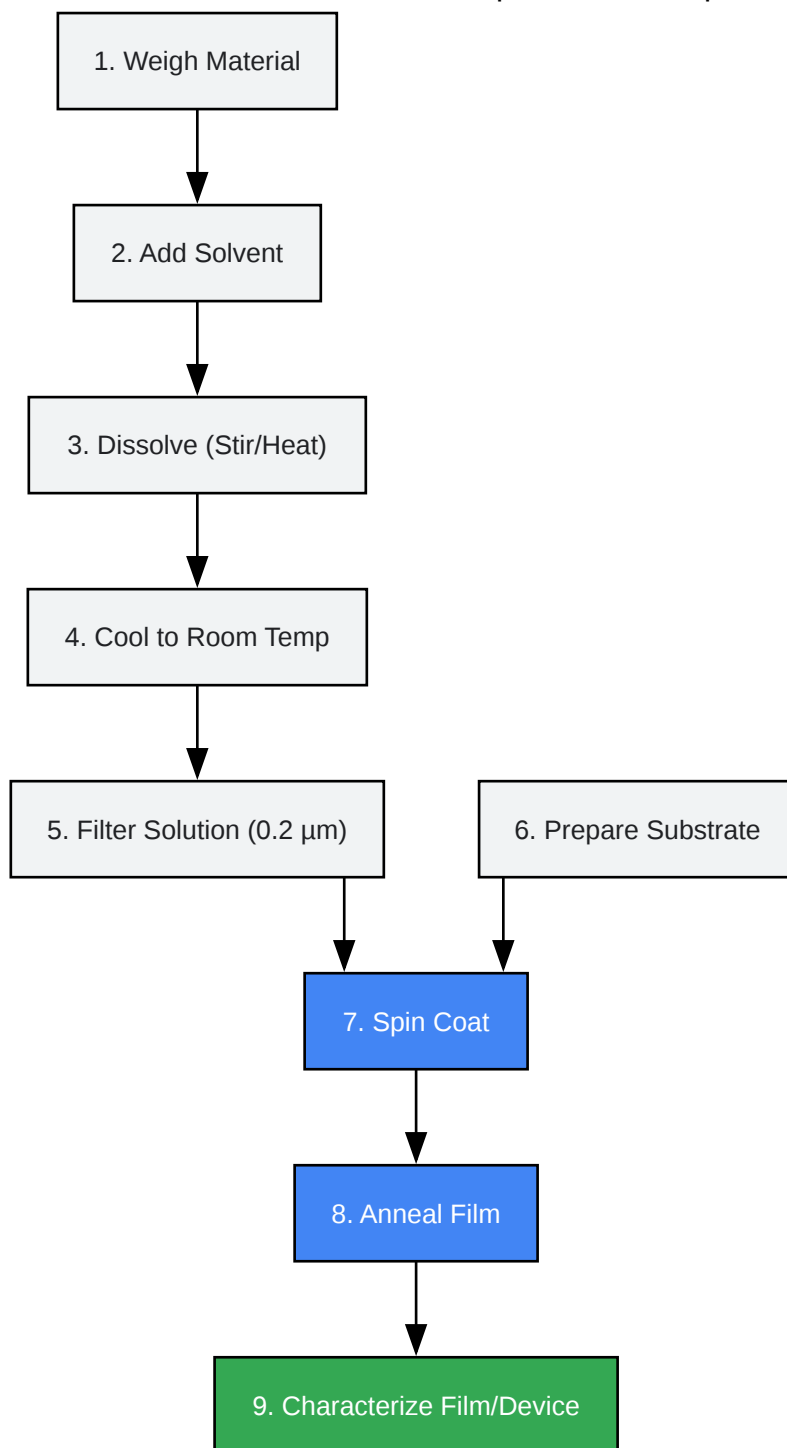 1. Weigh Material
2. Add Solvent
3. Dissolve (Stir/Heat)
4. Cool to Room Temp
5. Filter Solution (0.2 µm)
6. Prepare Substrate
7. Spin Coat
8. Anneal Film
9. Characterize Film/Device